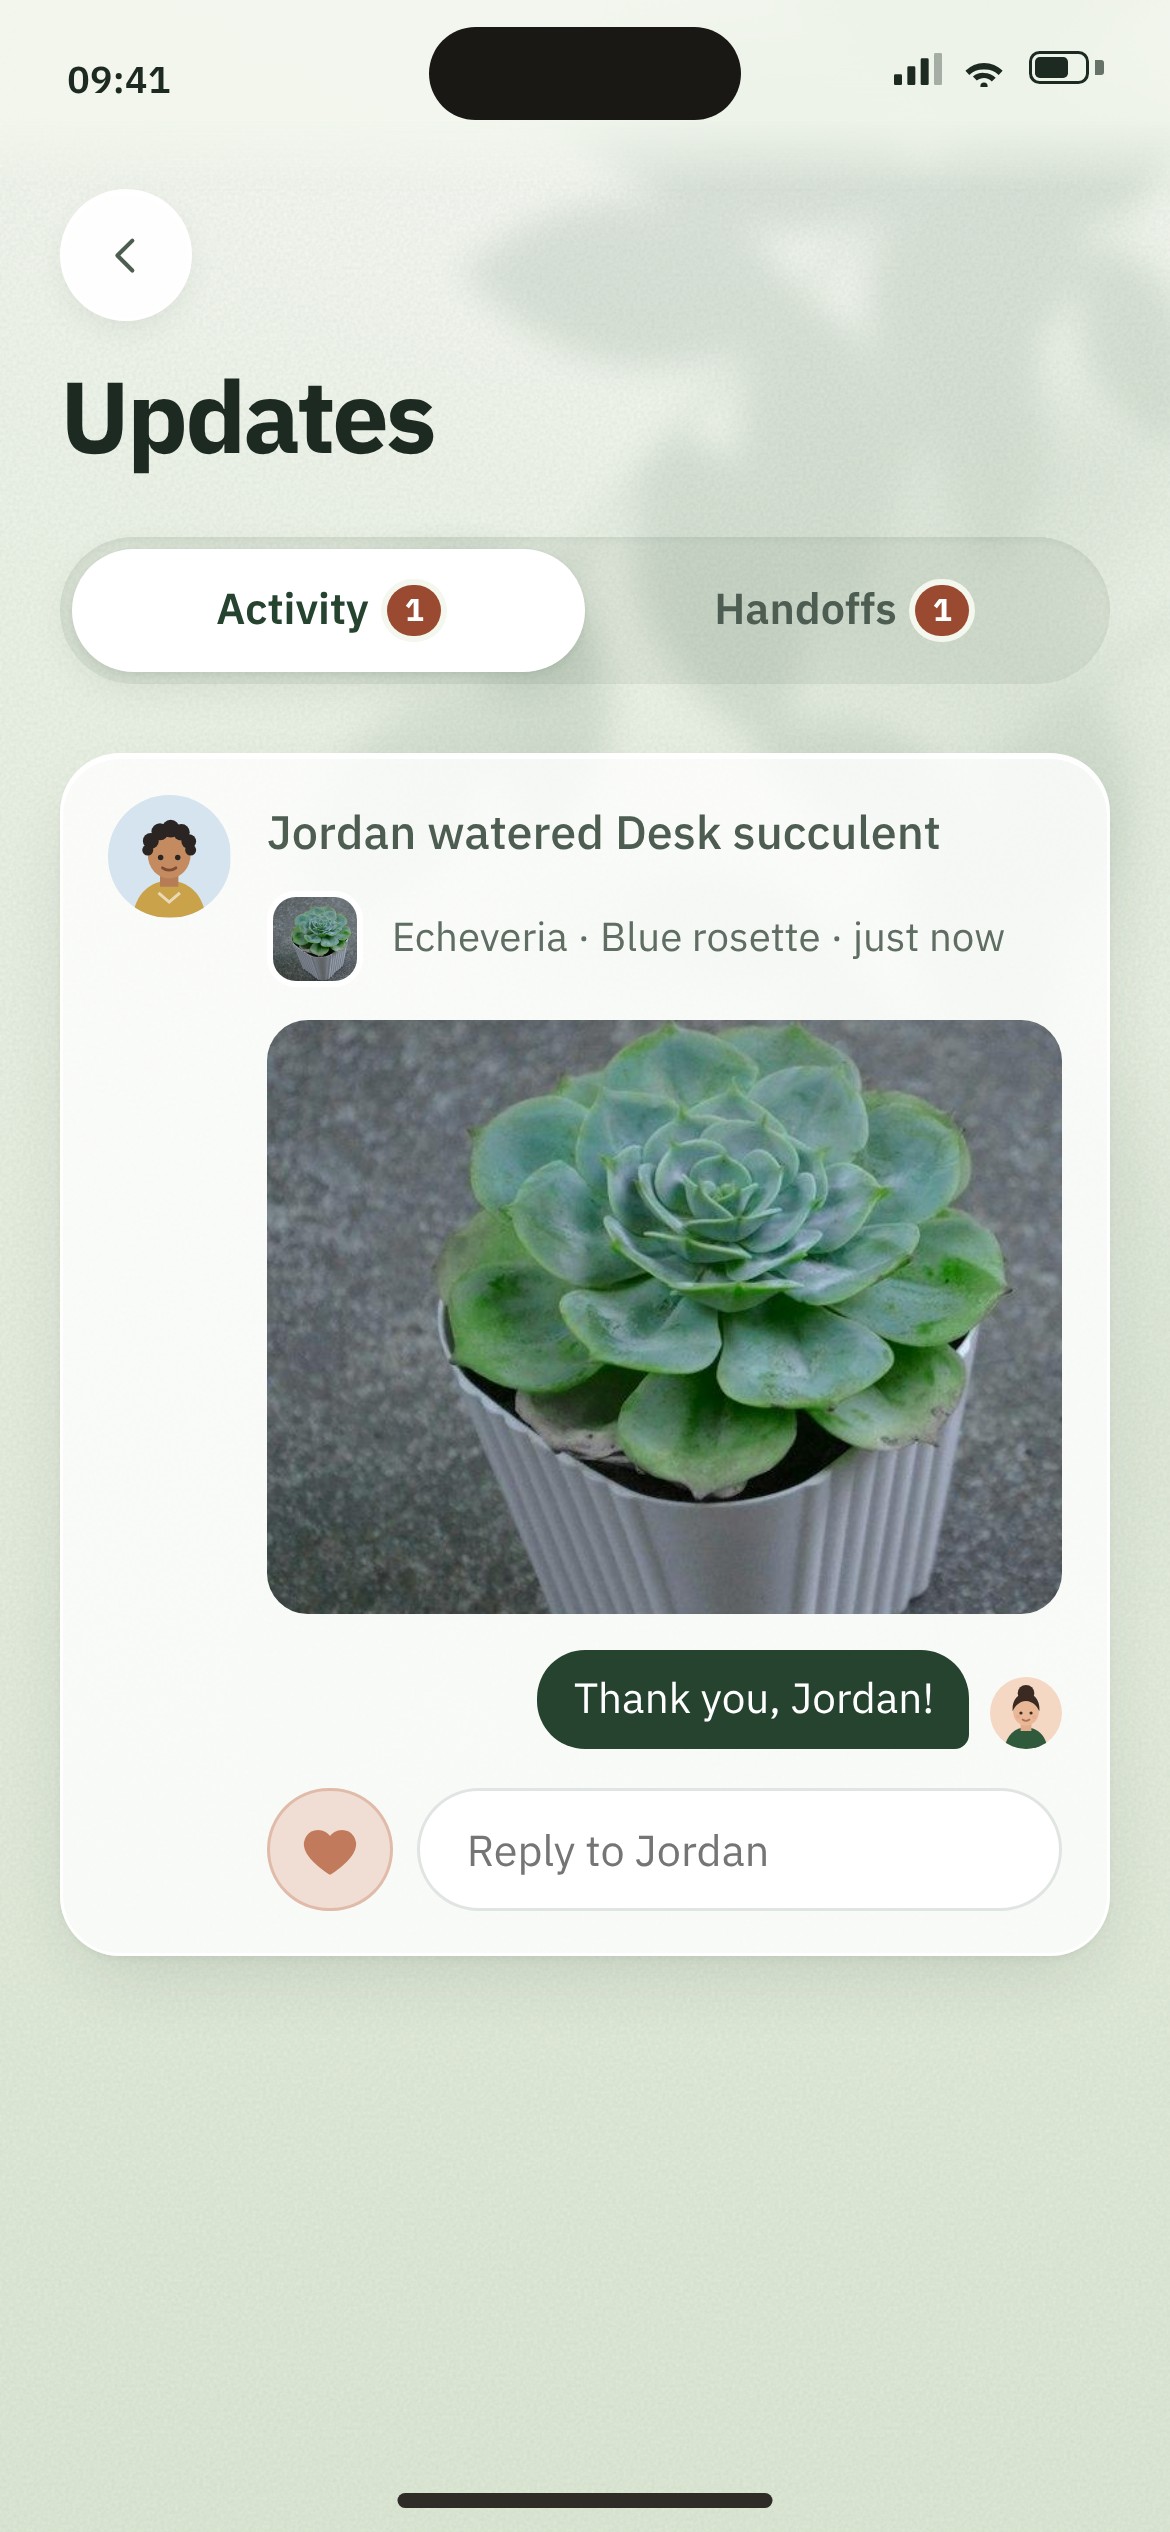 09:41
Updates
Activity 1
Handoffs 1
Jordan watered Desk succulent
Echeveria · Blue rosette · just now
Thank you, Jordan!
Reply to Jordan